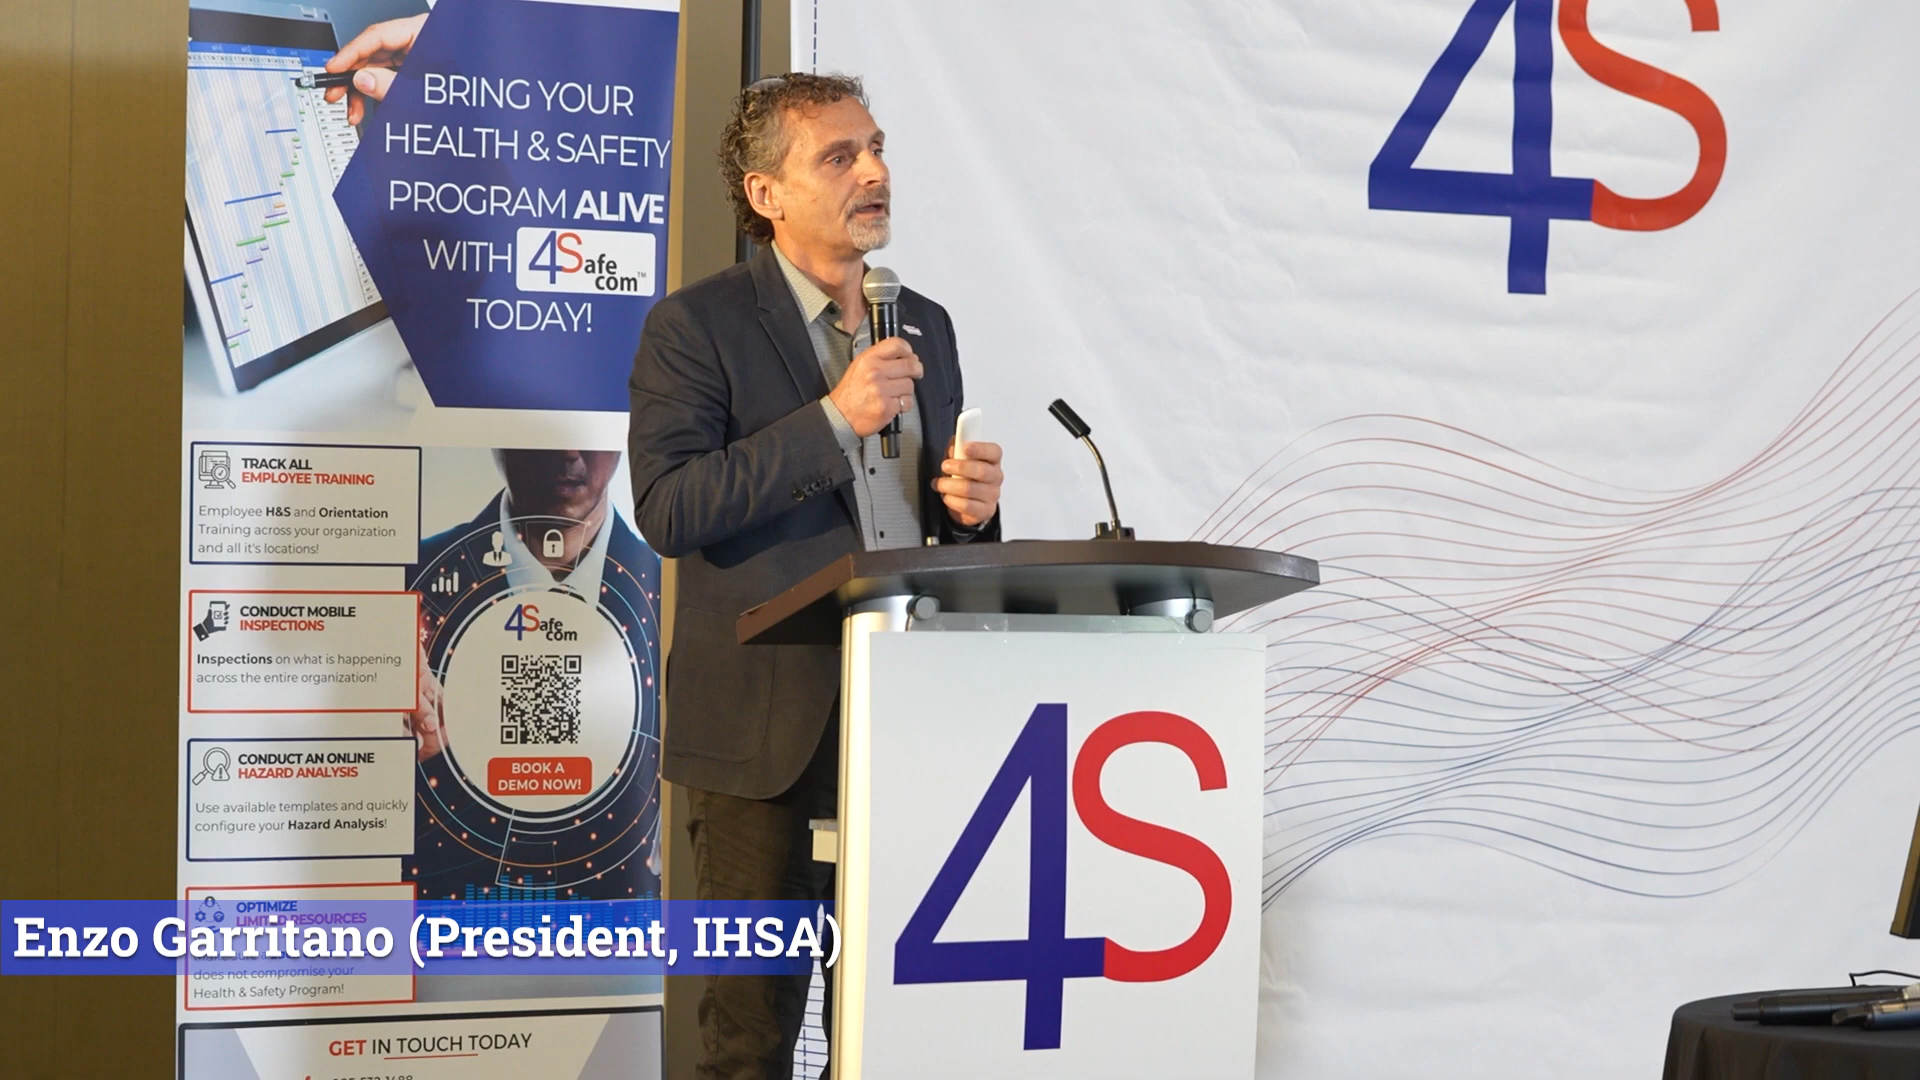 BRING YOUR
HEALTH & SAFETY
PROGRAM ALIVE
WITH 4Safe com™
TODAY!
TRACK ALL
EMPLOYEE TRAINING
Employee H&S and Orientation
Training across your organization
and all it's locations!
CONDUCT MOBILE
INSPECTIONS
Inspections on what is happening
across the entire organization!
CONDUCT AN ONLINE
HAZARD ANALYSIS
Use available templates and quickly
configure your Hazard Analysis!
OPTIMIZE
LIMITED RESOURCES
does not compromise your
Health & Safety Program!
4Safe
com
BOOK A
DEMO NOW!
GET IN TOUCH TODAY
4S
4S
Enzo Garritano (President, IHSA)